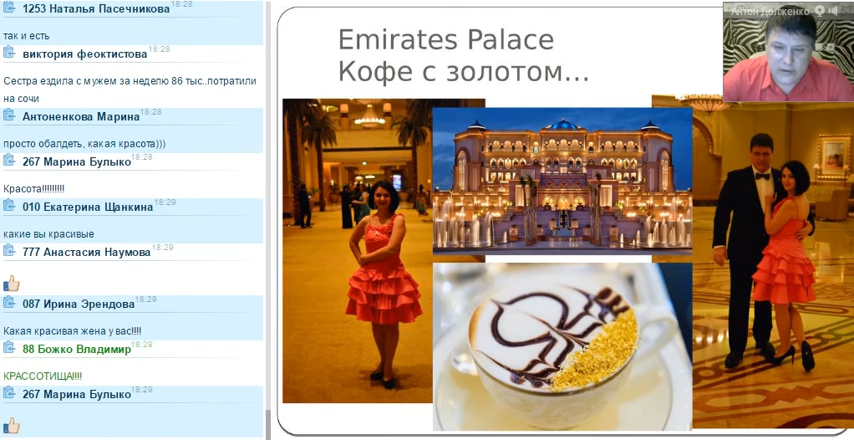 1253 Наталья Пасечникова 18:28
так и есть
виктория феоктистова 18:28
Сестра ездила с мужем за неделю 86 тыс..потратили
на сочи
Антоненкова Марина 18:28
просто обалдеть, какая красота)))
267 Марина Булыко 18:28
Красота!!!!!!!!!
010 Екатерина Щанкина 18:29
какие вы красивые
777 Анастасия Наумова 18:29
087 Ирина Эрендова 18:29
Какая красивая жена у вас!!!!
88 Божко Владимир 18:29
КРАССОТИЩА!!!!
267 Марина Булыко 18:29
Emirates Palace
Кофе с золотом...
Антон Долженко